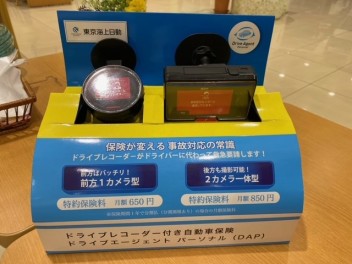 東京海上日動
Drive Agent
保険が変える 事故対応の常識
ドライブレコーダーがドライバーに代わって救急要請します！
前方はバッチリ！
前方1カメラ型
後方も撮影可能！
2カメラ一体型
特約保険料 月額650円
特約保険料 月額850円
ドライブレコーダー付き自動車保険
ドライブエージェント パーソナル（DAP）